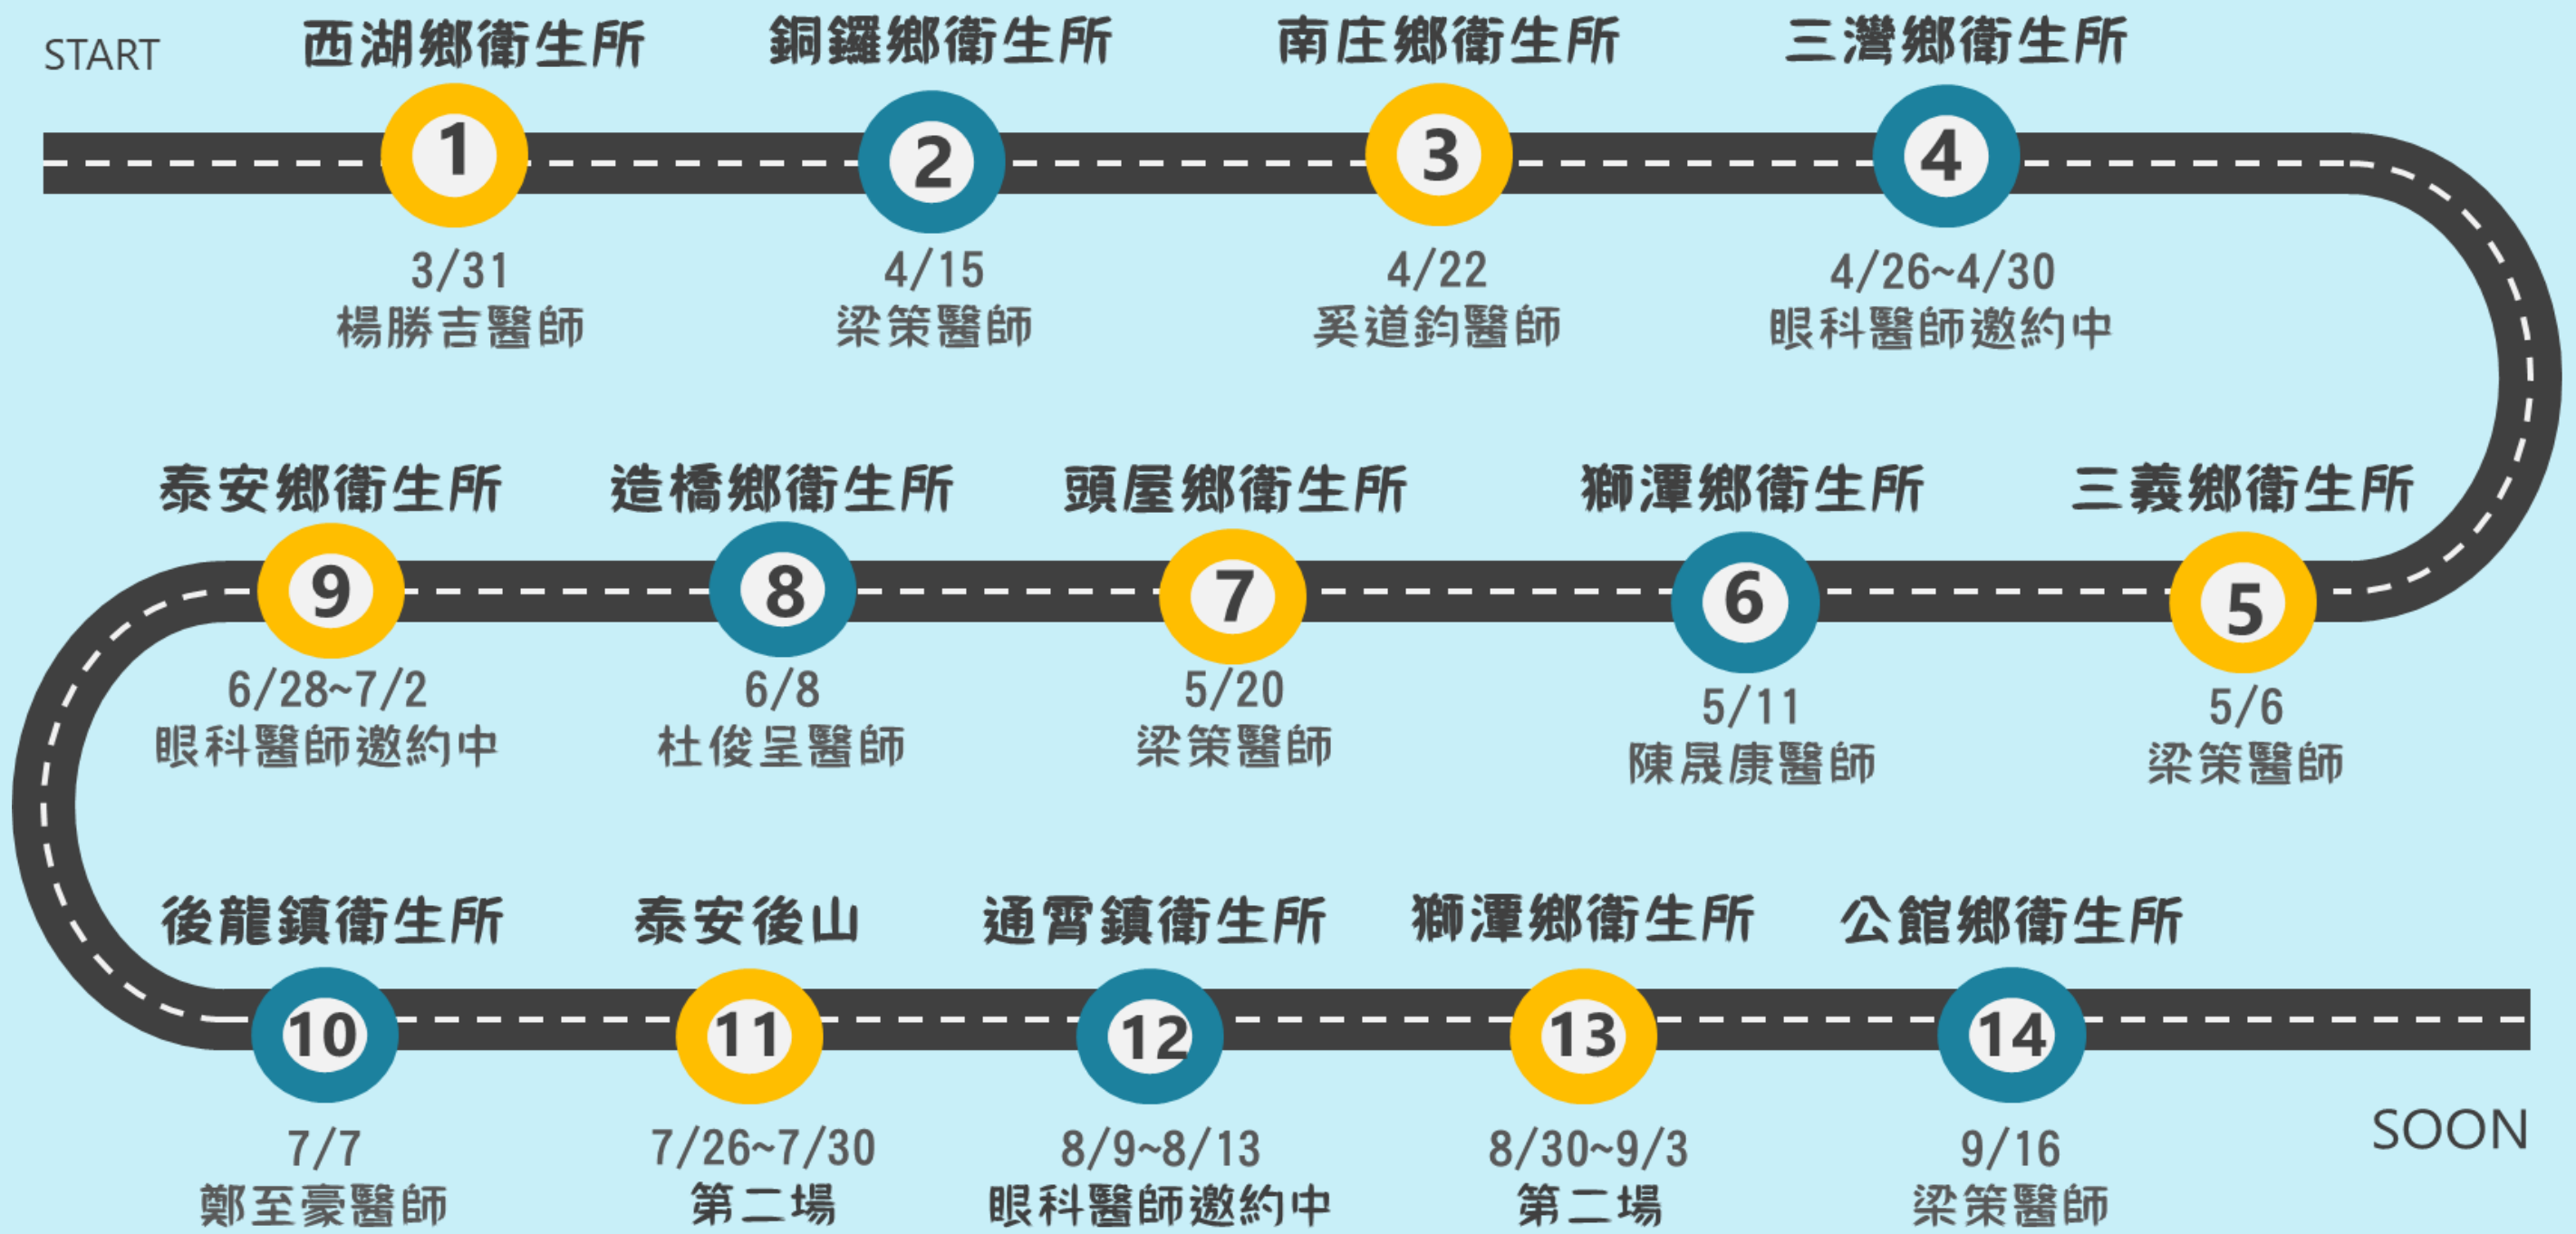 START
西湖鄉衛生所
1
3/31
楊勝吉醫師
銅鑼鄉衛生所
2
4/15
梁策醫師
南庄鄉衛生所
3
4/22
奚道鈞醫師
三灣鄉衛生所
4
4/26~4/30
眼科醫師邀約中
三義鄉衛生所
5
5/6
梁策醫師
獅潭鄉衛生所
6
5/11
陳晟康醫師
頭屋鄉衛生所
7
5/20
梁策醫師
造橋鄉衛生所
8
6/8
杜俊呈醫師
泰安鄉衛生所
9
6/28~7/2
眼科醫師邀約中
後龍鎮衛生所
10
7/7
鄭至豪醫師
泰安後山
11
7/26~7/30
第二場
通霄鎮衛生所
12
8/9~8/13
眼科醫師邀約中
獅潭鄉衛生所
13
8/30~9/3
第二場
公館鄉衛生所
14
9/16
梁策醫師
SOON